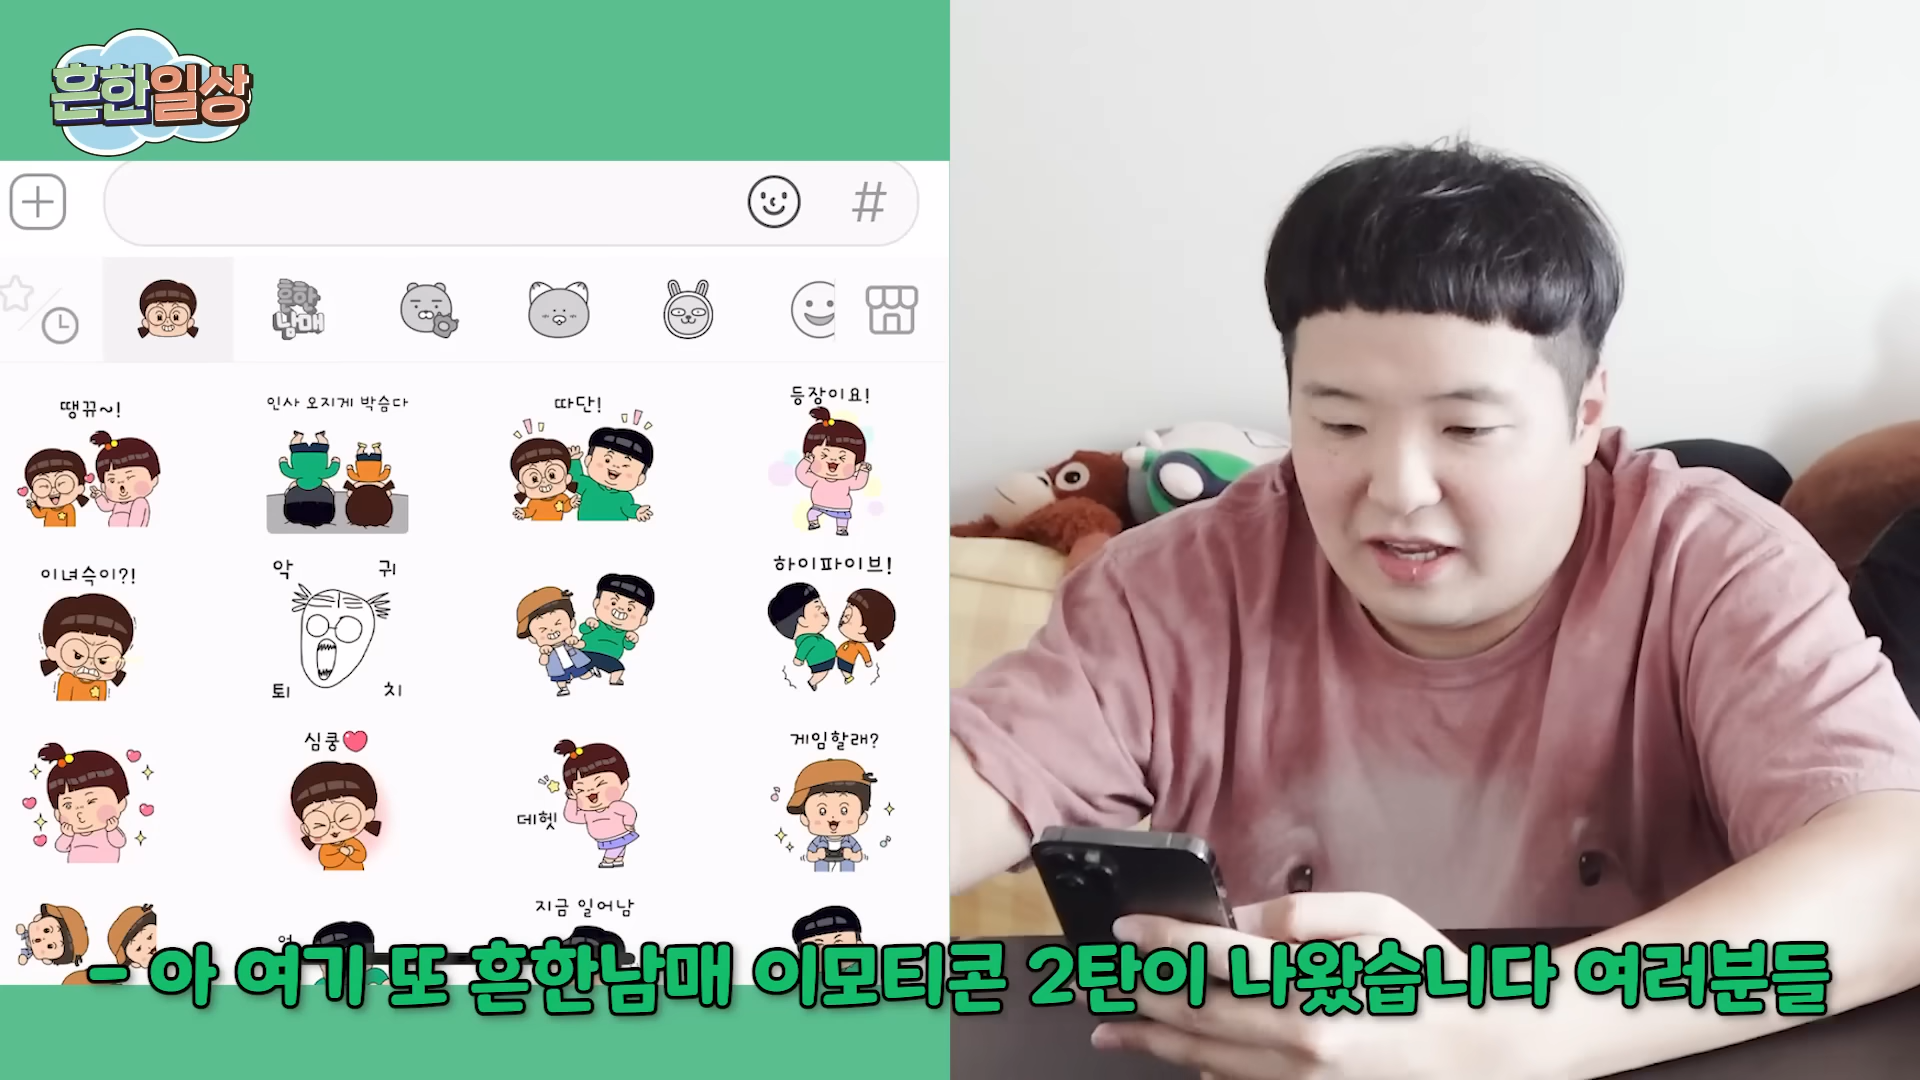 흔한일상
#
흔한
남매
땡뀨~!
인사 오지게 박슴다
따단!
등장이요!
이녀속이?!
악 귀
퇴 치
하이파이브!
심쿵
데헷
게임할래?
지금 일어남
- 아 여기 또 흔한남매 이모티콘 2탄이 나왔습니다 여러분들